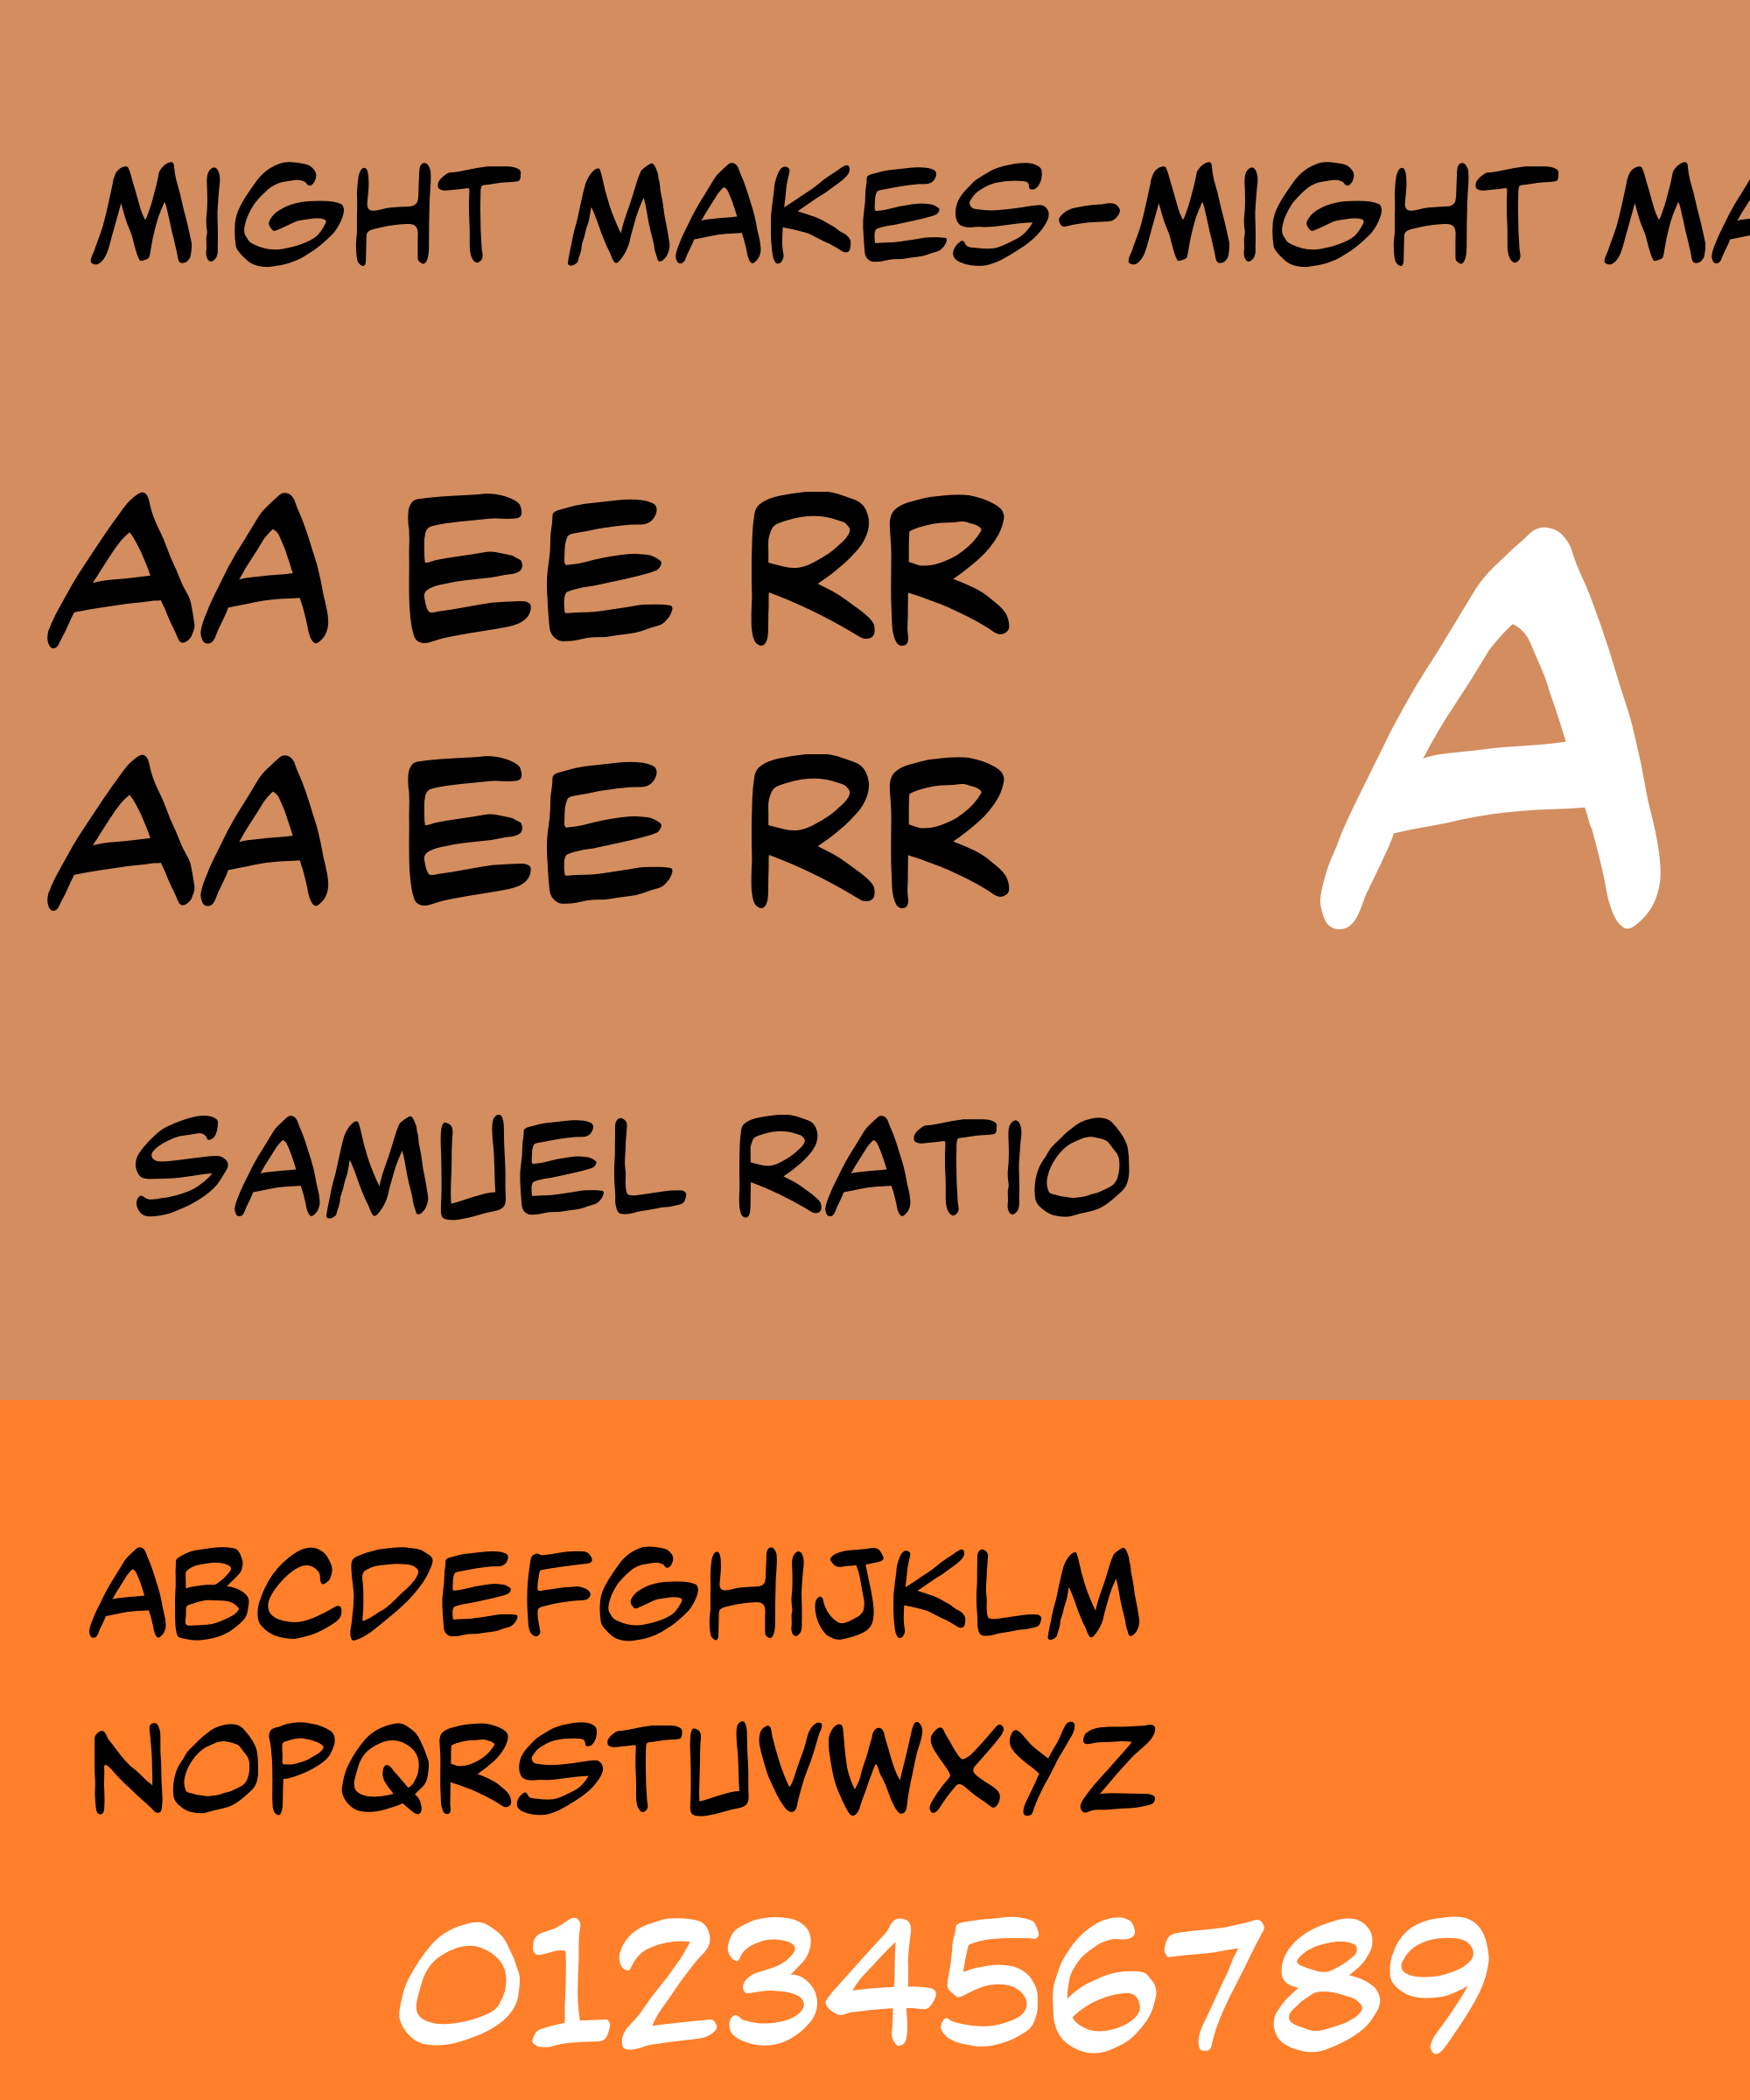 MIGHT MAKES-MIGHT MA
AA EE RR
A
AA EE RR
SAMUEL RATIO
ABCDEFGHIJKLM
NOPQRSTUVWXYZ
0123456789